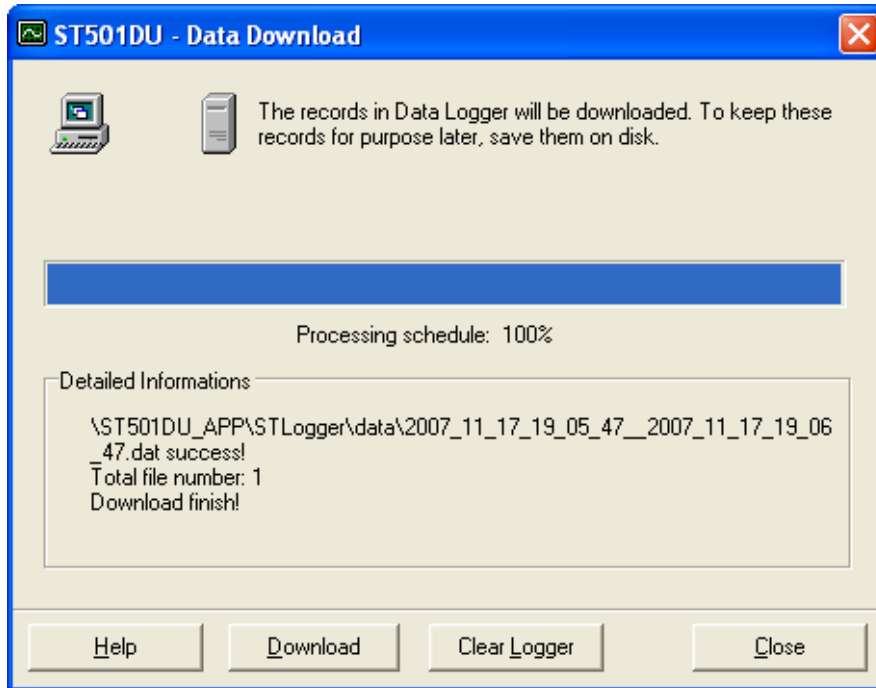 ST501DU - Data Download
The records in Data Logger will be downloaded. To keep these
records for purpose later, save them on disk.
Processing schedule: 100%
Detailed Informations
\ST501DU_APP\STLogger\data\2007_11_17_19_05_47__2007_11_17_19_06
_47.dat success!
Total file number: 1
Download finish!
Help
Download
Clear Logger
Close